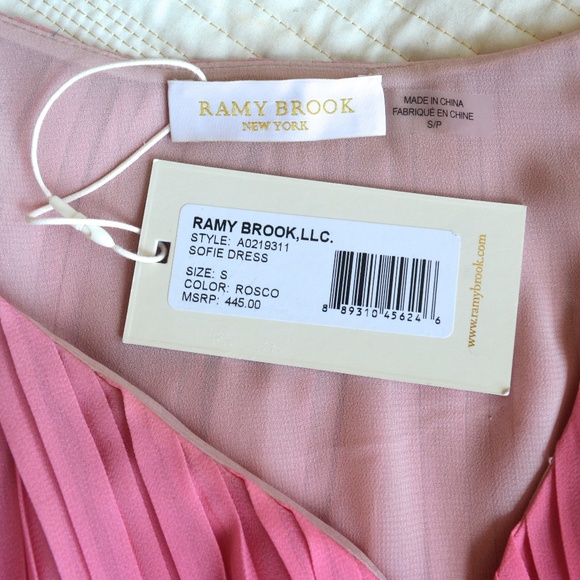 RAMY BROOK
NEW YORK
MADE IN CHINA
FABRIQUÉ EN CHINE
S/P
RAMY BROOK,LLC.
STYLE: A0219311
SOFIE DRESS
SIZE: S
COLOR: ROSCO
MSRP: 445.00
8 89310 45624 6
www.ramybrook.com